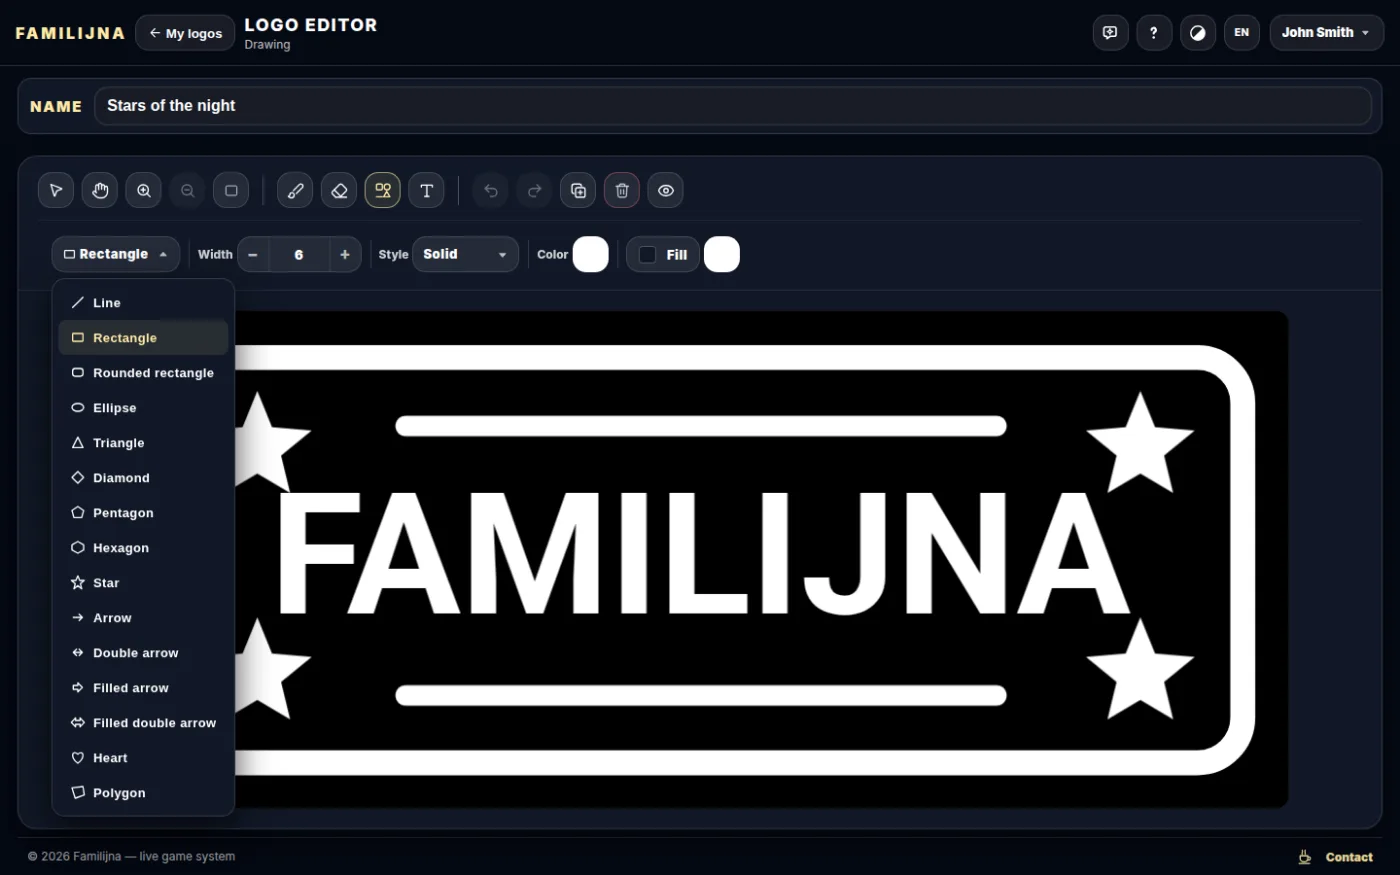 FAMILIJNA
← My logos
LOGO EDITOR
Drawing
?
EN
John Smith
NAME
Stars of the night
Rectangle
Width
− 6 +
Style
Solid
Color
Fill
Line
Rectangle
Rounded rectangle
Ellipse
Triangle
Diamond
Pentagon
Hexagon
Star
Arrow
Double arrow
Filled arrow
Filled double arrow
Heart
Polygon
FAMILIJNA
© 2026 Familijna — live game system
Contact